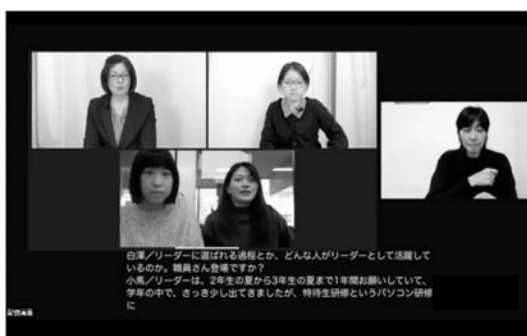 白澤／リーダーに選ばれる過程とか、どんな人がリーダーとして活躍して
いるのか。職員さん登場ですか？
小馬／リーダーは、2年生の夏から3年生の夏まで1年間お願いしていて、
学年の中で、さっき少し出てきましたが、特待生研修というパソコン研修
に